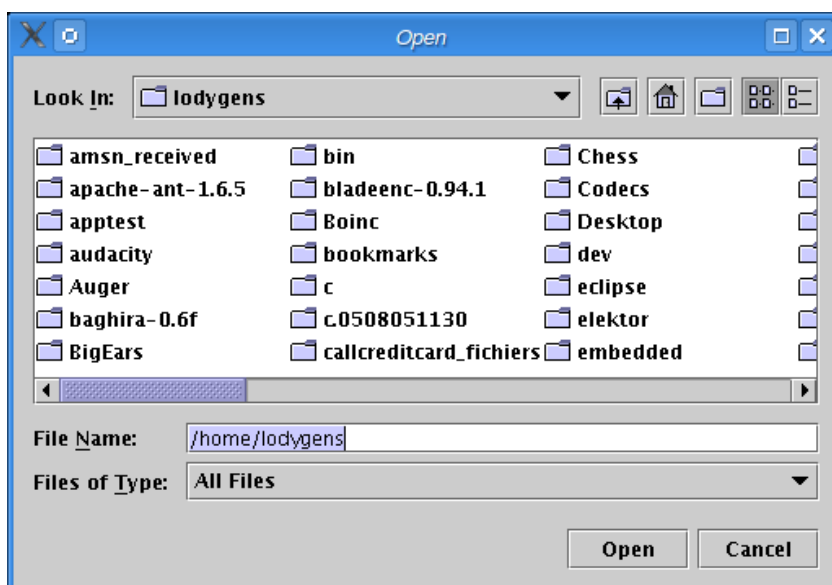 Open
Look In: lodygens
amsn_received bin Chess
apache-ant-1.6.5 bladeenc-0.94.1 Codecs
apptest Boinc Desktop
audacity bookmarks dev
Auger c eclipse
baghira-0.6f c.0508051130 elektor
BigEars callcreditcard_fichiers embedded
File Name: /home/lodygens
Files of Type: All Files
Open Cancel